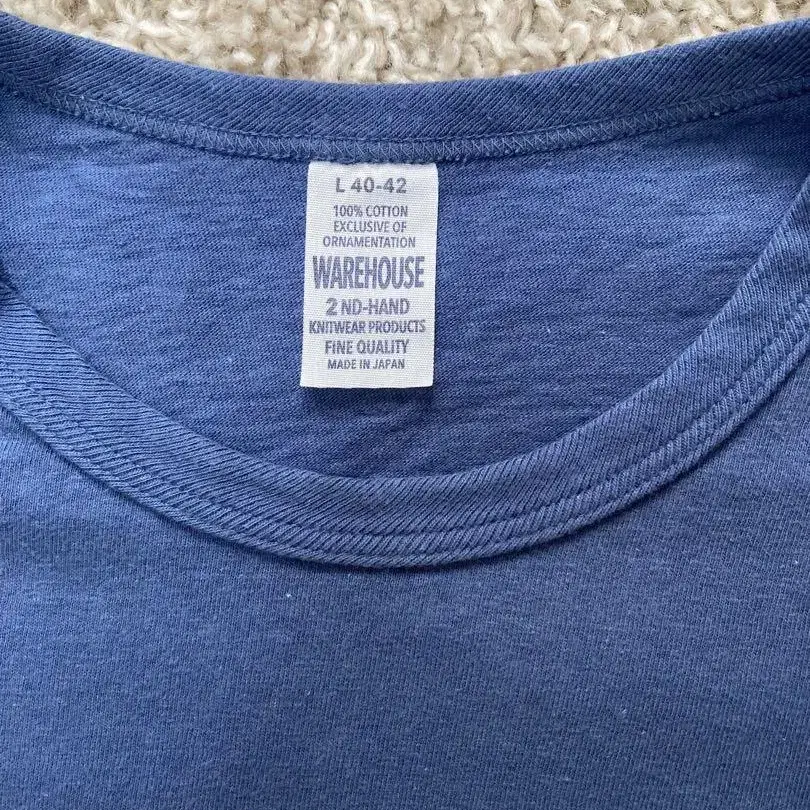 L 40-42
100% COTTON
EXCLUSIVE OF
ORNAMENTATION
WAREHOUSE
2 ND-HAND
KNITWEAR PRODUCTS
FINE QUALITY
MADE IN JAPAN